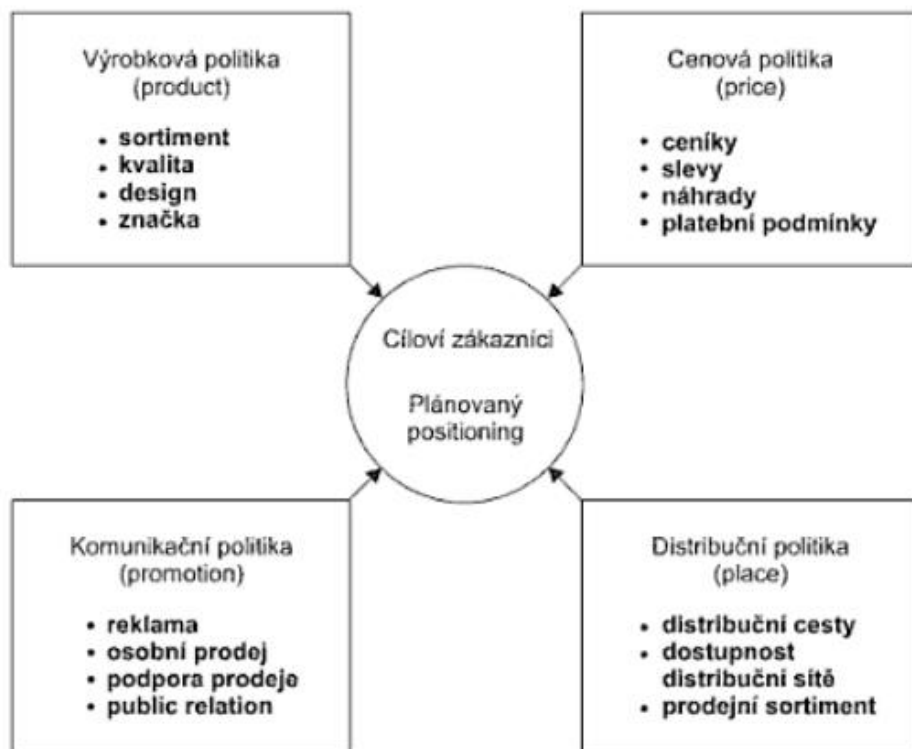 Výrobková politika
(product)
• sortiment
• kvalita
• design
• značka
Cenová politika
(price)
• ceníky
• slevy
• náhrady
• platební podmínky
Cíloví zákazníci
Plánovaný
positioning
Komunikační politika
(promotion)
• reklama
• osobní prodej
• podpora prodeje
• public relation
Distribuční politika
(place)
• distribuční cesty
• dostupnost
distribuční sítě
• prodejní sortiment